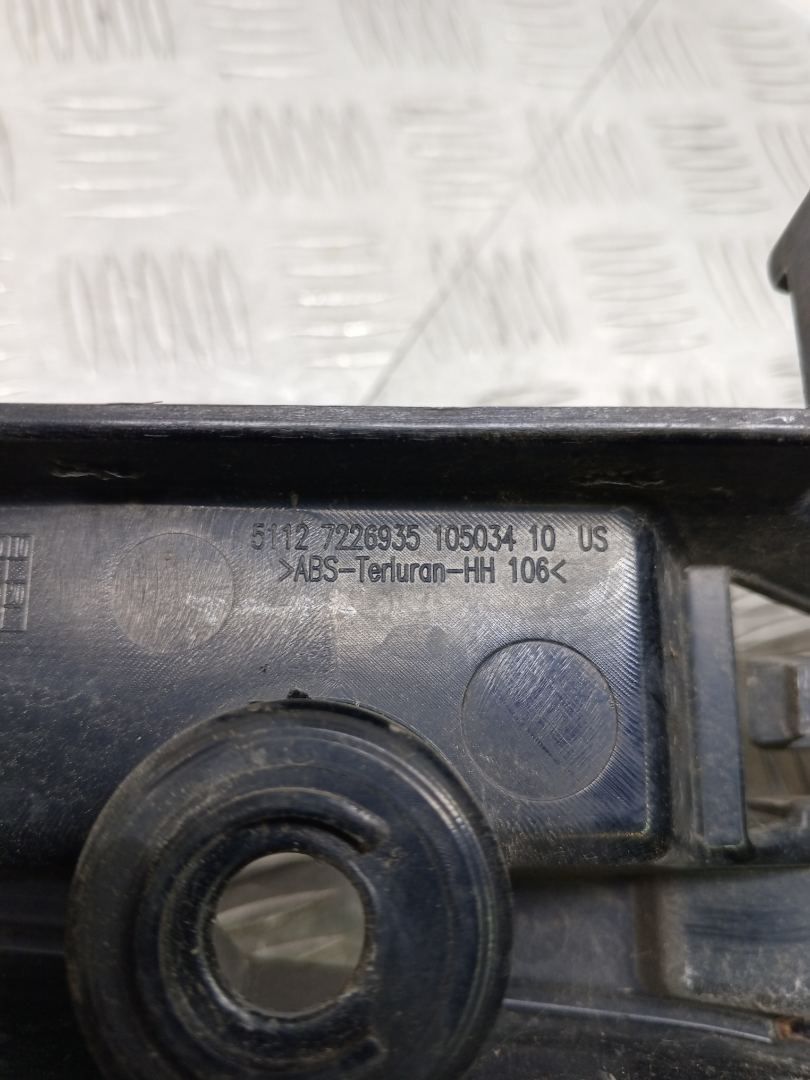 5112 7226935 105034 10 US
>ABS-Terluran-HH 106<